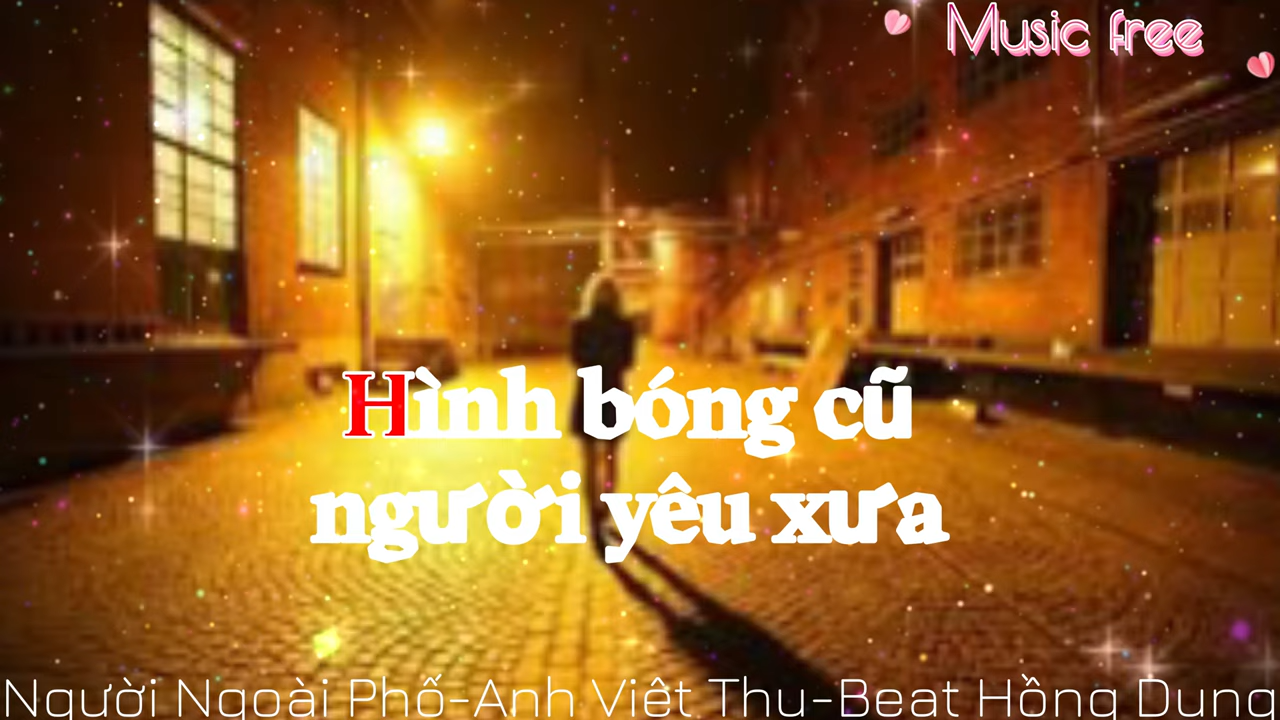 Music free
Hình bóng cũ
người yêu xưa
Người Ngoài Phố-Anh Việt Thu-Beat Hồng Dung